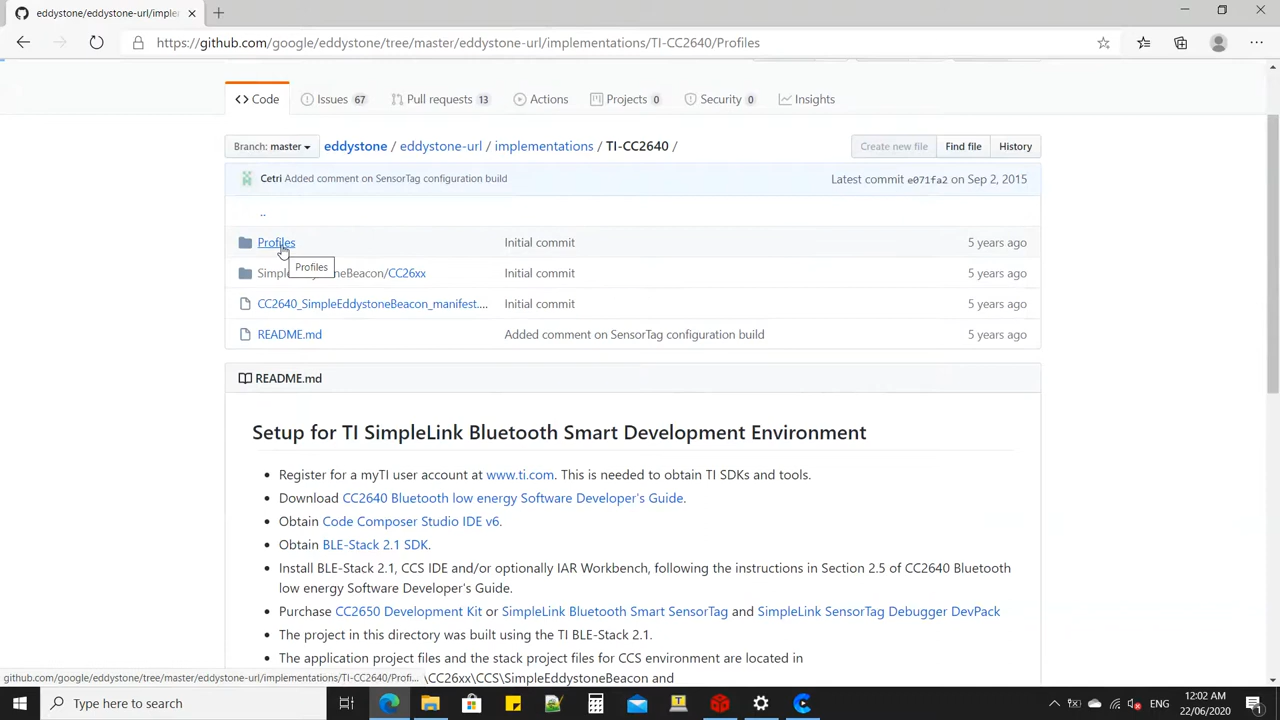 eddystone/eddystone-url/implem
https://github.com/google/eddystone/tree/master/eddystone-url/implementations/TI-CC2640/Profiles
Code Issues 67 Pull requests 13 Actions Projects 0 Security 0 Insights
Branch: master eddystone / eddystone-url / implementations / TI-CC2640 / Create new file Find file History
Cetri Added comment on SensorTag configuration build Latest commit e071fa2 on Sep 2, 2015
..
Profiles Initial commit 5 years ago
Profiles
/CC26xx Initial commit 5 years ago
CC2640_SimpleEddystoneBeacon_manifest.... Initial commit 5 years ago
README.md Added comment on SensorTag configuration build 5 years ago
README.md
Setup for TI SimpleLink Bluetooth Smart Development Environment
• Register for a myTI user account at www.ti.com. This is needed to obtain TI SDKs and tools.
• Download CC2640 Bluetooth low energy Software Developer's Guide.
• Obtain Code Composer Studio IDE v6.
• Obtain BLE-Stack 2.1 SDK.
• Install BLE-Stack 2.1, CCS IDE and/or optionally IAR Workbench, following the instructions in Section 2.5 of CC2640 Bluetooth
low energy Software Developer's Guide.
• Purchase CC2650 Development Kit or SimpleLink Bluetooth Smart SensorTag and SimpleLink SensorTag Debugger DevPack
• The project in this directory was built using the TI BLE-Stack 2.1.
• The application project files and the stack project files for CCS environment are located in
\CC26xx\CCS\SimpleEddystoneBeacon and
github.com/google/eddystone/tree/master/eddystone-url/implementations/TI-CC2640/Profi...
Type here to search
ENG
12:02 AM
22/06/2020
1